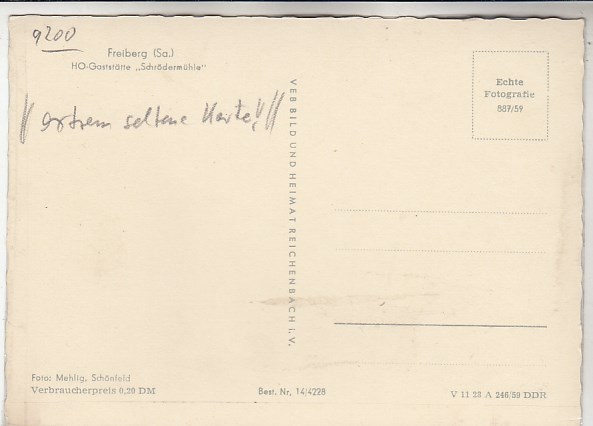 9200
Freiberg (Sa.)
HO-Gaststätte „Schrödermühle"
// extrem seltene Karte!//
VEB BILD UND HEIMAT REICHENBACH i. V.
Echte
Fotografie
887/59
Foto: Mehlig, Schönfeld
Verbraucherpreis 0,20 DM
Best. Nr. 14/4228
V 11 28 A 246/59 DDR